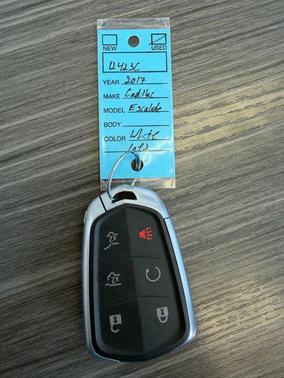 NEW USED
YEAR 2017
MAKE Cadillac
MODEL Escalade
BODY
COLOR White